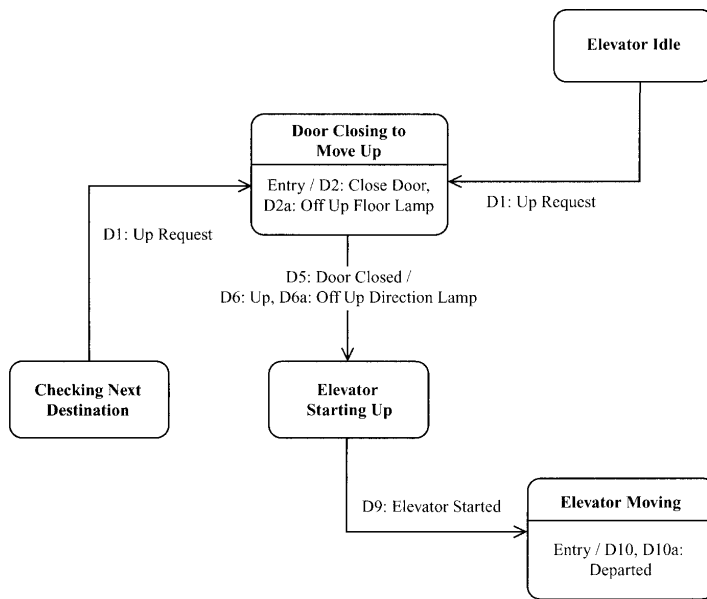 Elevator Idle
Door Closing to
Move Up
Entry / D2: Close Door,
D2a: Off Up Floor Lamp
D1: Up Request
D1: Up Request
D5: Door Closed /
D6: Up, D6a: Off Up Direction Lamp
Checking Next
Destination
Elevator
Starting Up
D9: Elevator Started
Elevator Moving
Entry / D10, D10a:
Departed